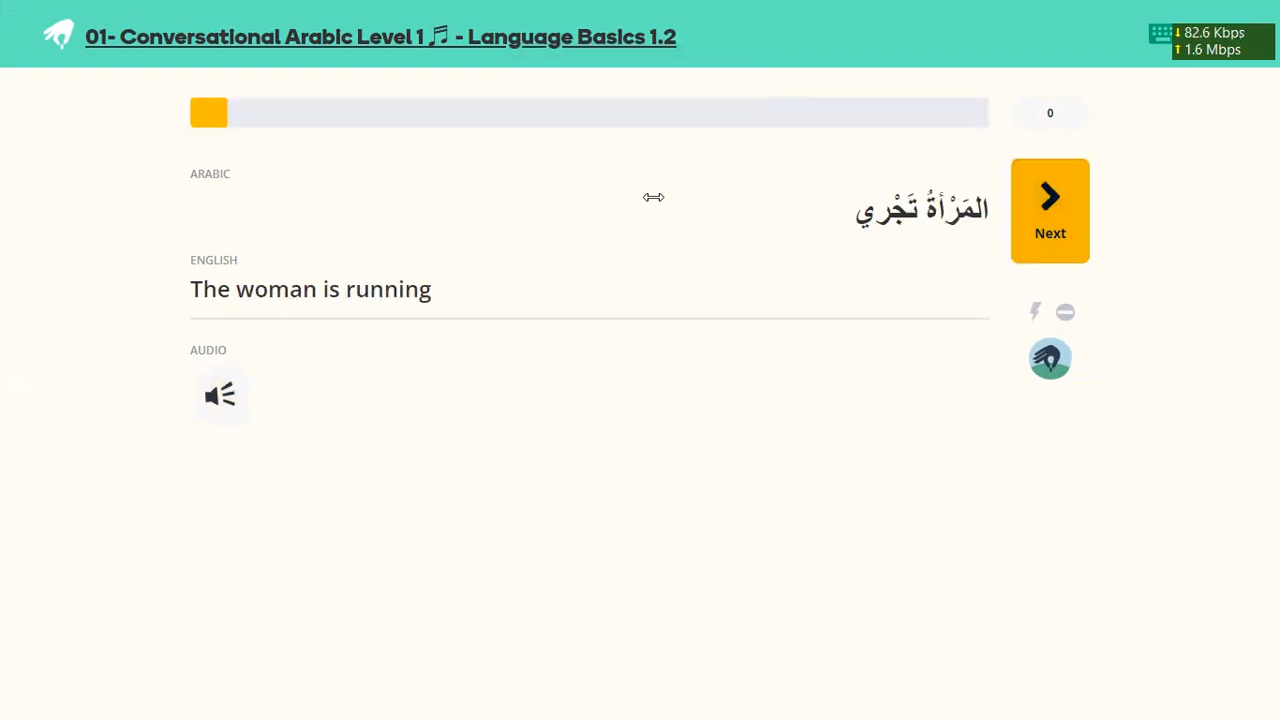 01- Conversational Arabic Level 1 🎵 - Language Basics 1.2
↓ 82.6 Kbps
↑ 1.6 Mbps
0
ARABIC
المَرْأةُ تَجْري
Next
ENGLISH
The woman is running
AUDIO